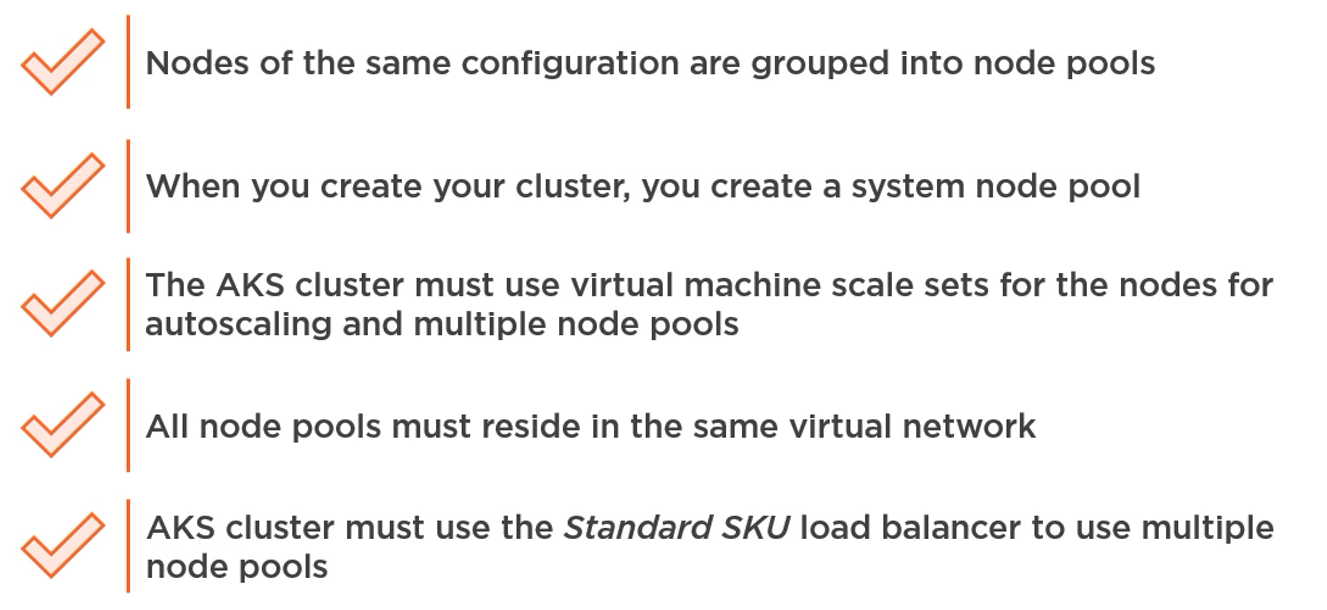 Nodes of the same configuration are grouped into node pools
When you create your cluster, you create a system node pool
The AKS cluster must use virtual machine scale sets for the nodes for
autoscaling and multiple node pools
All node pools must reside in the same virtual network
AKS cluster must use the Standard SKU load balancer to use multiple
node pools